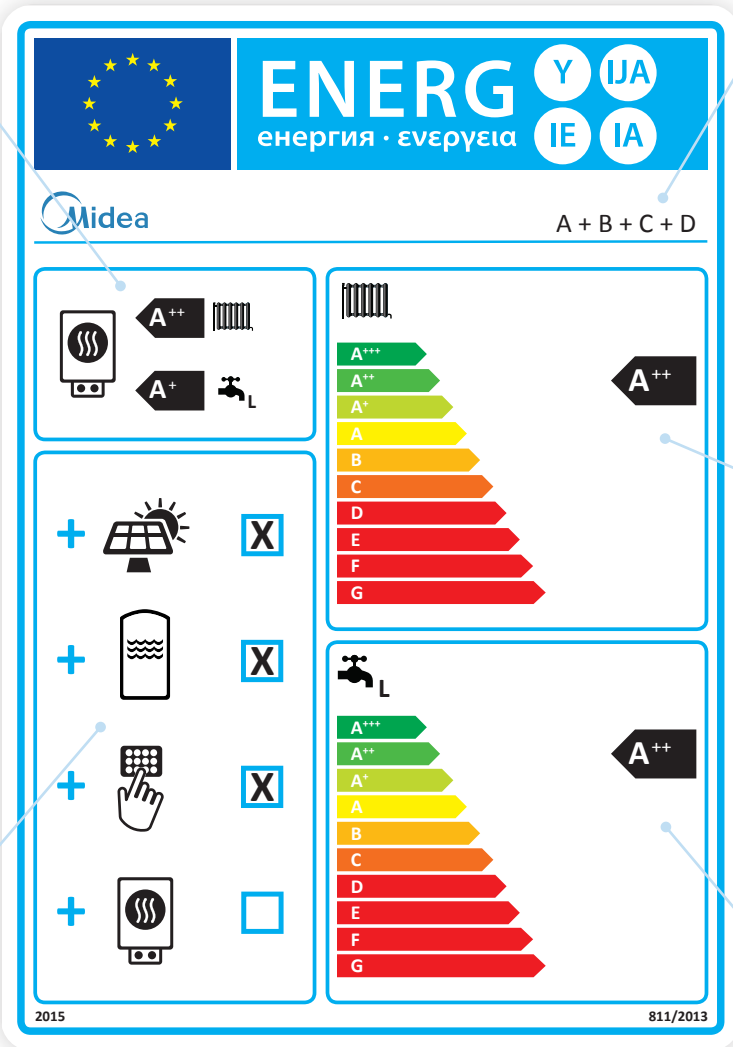 ENERG Y IJA
енергия · ενεργεια IE IA
Midea
A + B + C + D
A++
A+
L
X
X
X
A+++
A++
A+
A
B
C
D
E
F
G
A++
L
A+++
A++
A+
A
B
C
D
E
F
G
A++
2015
811/2013